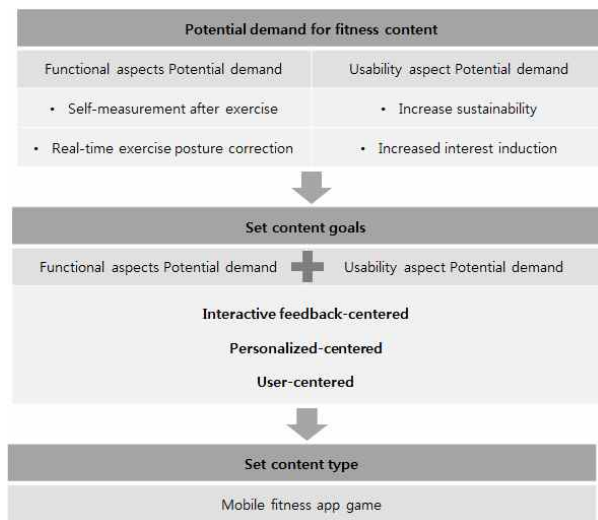 Potential demand for fitness content
Functional aspects Potential demand
Usability aspect Potential demand
• Self-measurement after exercise
• Increase sustainability
• Real-time exercise posture correction
• Increased interest induction
Set content goals
Functional aspects Potential demand
Usability aspect Potential demand
Interactive feedback-centered
Personalized-centered
User-centered
Set content type
Mobile fitness app game